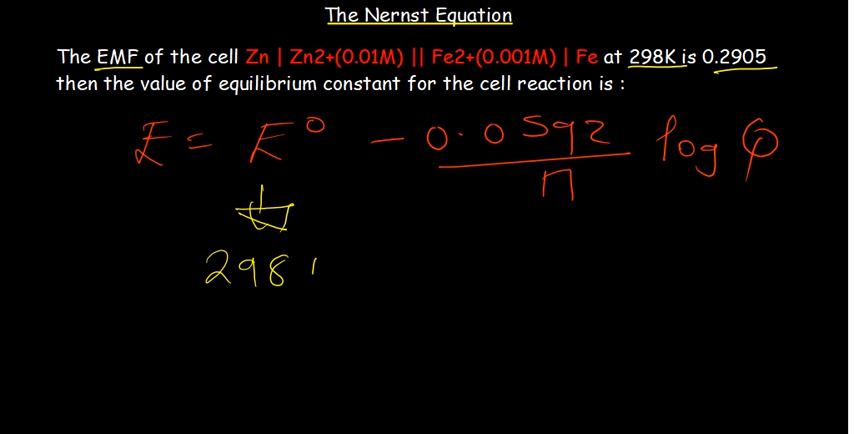 The Nernst Equation
The EMF of the cell Zn | Zn2+(0.01M) || Fe2+(0.001M) | Fe at 298K is 0.2905
then the value of equilibrium constant for the cell reaction is :
E = E° - 0.0592/n log Q
298